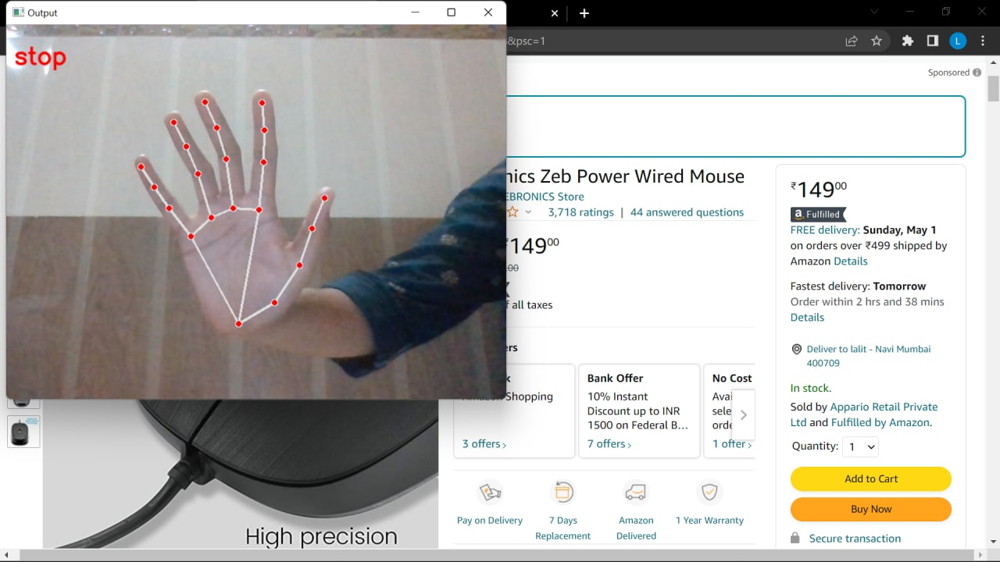 Output
stop
&psc=1
L
Sponsored
nics Zeb Power Wired Mouse
EBRONICS Store
3,718 ratings | 44 answered questions
₹149⁰⁰
.00
f all taxes
ers
k
Amazon Shopping
3 offers ›
Bank Offer
10% Instant
Discount up to INR
1500 on Federal B...
7 offers ›
No Cost
Avai
sele
orde
1 offer ›
Pay on Delivery
7 Days
Replacement
Amazon
Delivered
1 Year Warranty
₹149⁰⁰
a Fulfilled
FREE delivery: Sunday, May 1
on orders over ₹499 shipped by
Amazon Details
Fastest delivery: Tomorrow
Order within 2 hrs and 38 mins
Details
Deliver to lalit - Navi Mumbai
400709
In stock.
Sold by Appario Retail Private
Ltd and Fulfilled by Amazon.
Quantity: 1
Add to Cart
Buy Now
Secure transaction
High precision